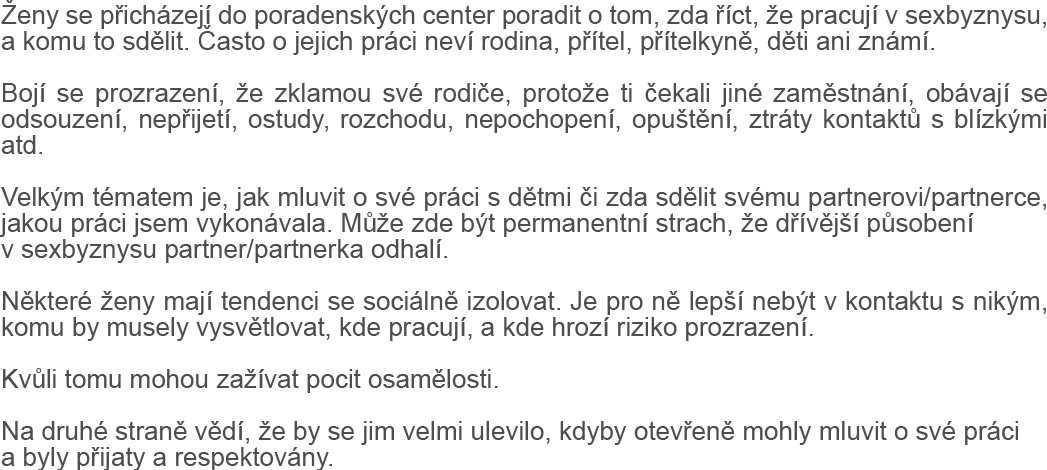 Ženy se přicházejí do poradenských center poradit o tom, zda říct, že pracují v sexbyznysu,
a komu to sdělit. Často o jejich práci neví rodina, přítel, přítelkyně, děti ani známí.
Bojí se prozrazení, že zklamou své rodiče, protože ti čekali jiné zaměstnání, obávají se
odsouzení, nepřijetí, ostudy, rozchodu, nepochopení, opuštění, ztráty kontaktů s blízkými
atd.
Velkým tématem je, jak mluvit o své práci s dětmi či zda sdělit svému partnerovi/partnerce,
jakou práci jsem vykonávala. Může zde být permanentní strach, že dřívější působení
v sexbyznysu partner/partnerka odhalí.
Některé ženy mají tendenci se sociálně izolovat. Je pro ně lepší nebýt v kontaktu s nikým,
komu by musely vysvětlovat, kde pracují, a kde hrozí riziko prozrazení.
Kvůli tomu mohou zažívat pocit osamělosti.
Na druhé straně vědí, že by se jim velmi ulevilo, kdyby otevřeně mohly mluvit o své práci
a byly přijaty a respektovány.